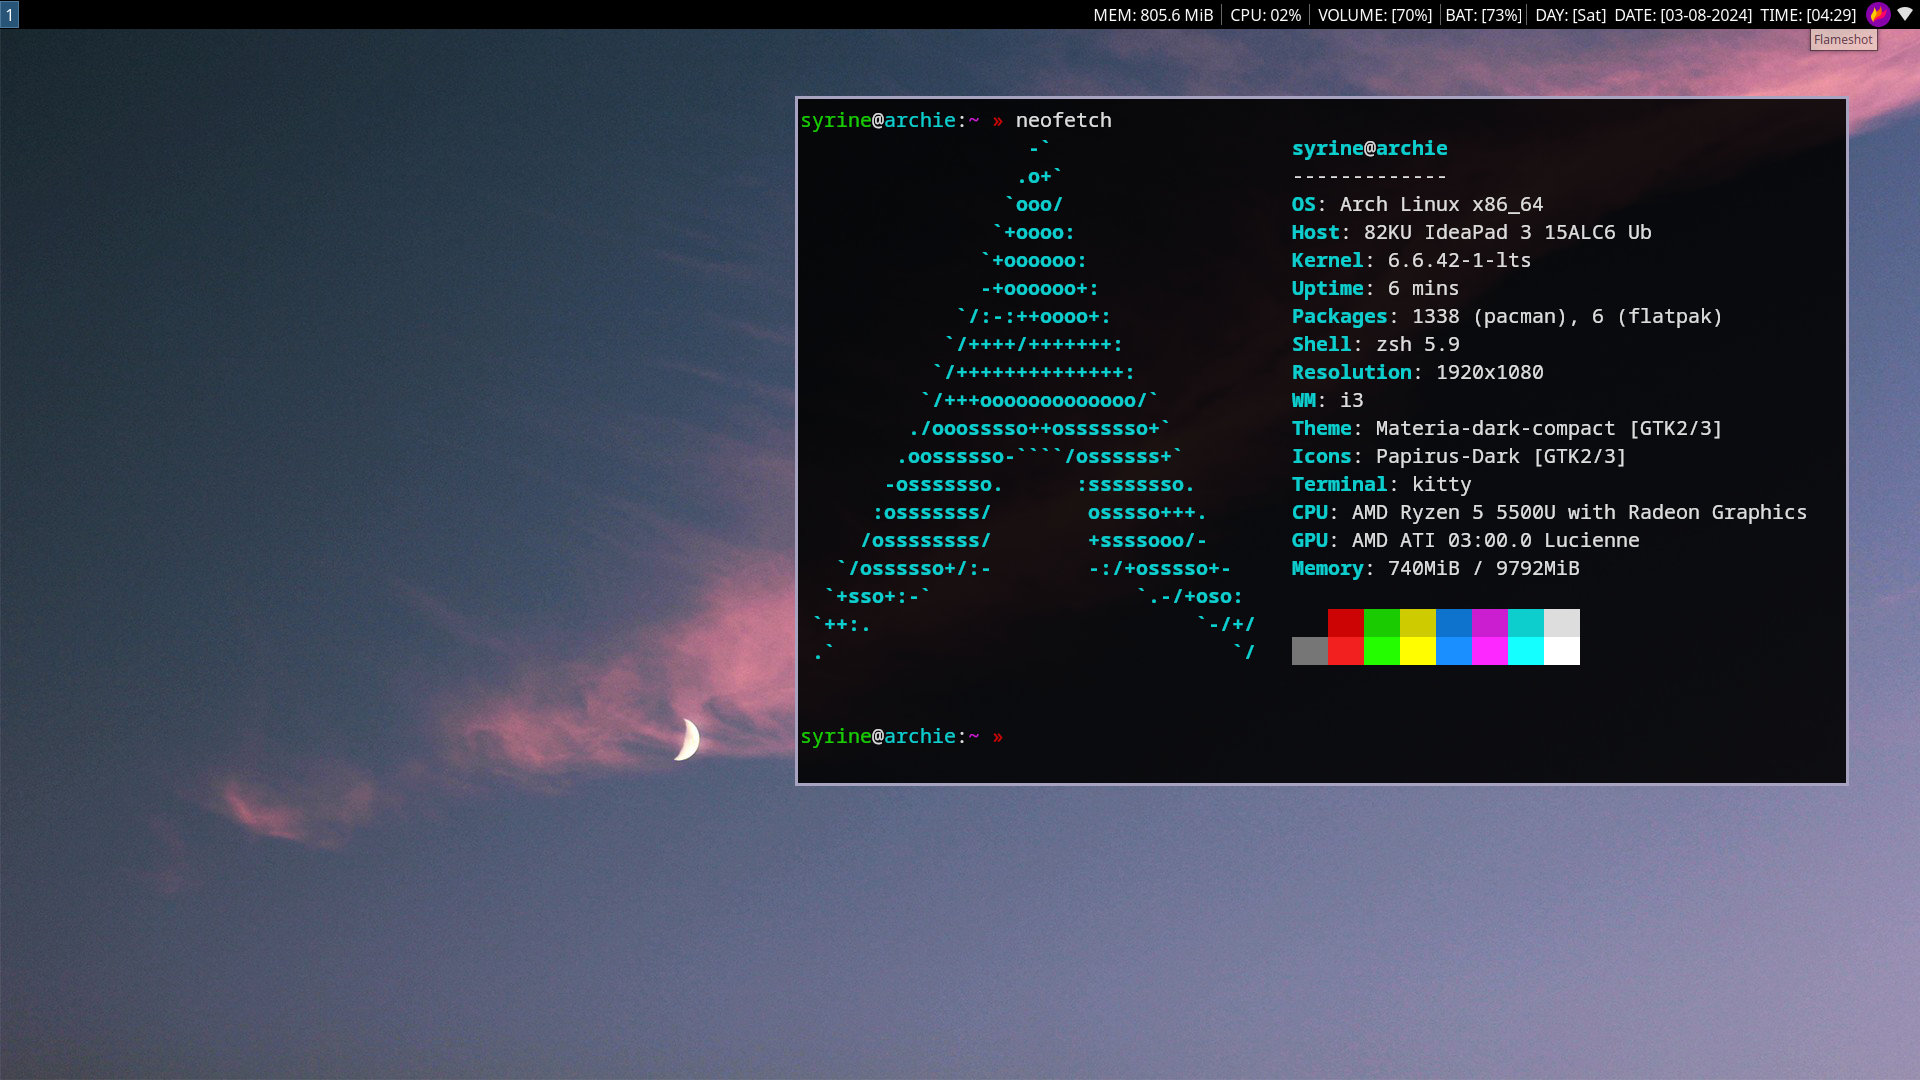 1
MEM: 805.6 MiB | CPU: 02% | VOLUME: [70%] | BAT: [73%] | DAY: [Sat] DATE: [03-08-2024] TIME: [04:29]
Flameshot
syrine@archie:~ » neofetch
                   -`                    syrine@archie
                  .o+`                   -------------
                 `ooo/                   OS: Arch Linux x86_64
                `+oooo:                  Host: 82KU IdeaPad 3 15ALC6 Ub
               `+oooooo:                 Kernel: 6.6.42-1-lts
               -+oooooo+:                Uptime: 6 mins
             `/:-:++oooo+:               Packages: 1338 (pacman), 6 (flatpak)
            `/++++/+++++++:              Shell: zsh 5.9
           `/++++++++++++++:             Resolution: 1920x1080
          `/+++ooooooooooooo/`           WM: i3
         ./ooosssso++osssssso+`          Theme: Materia-dark-compact [GTK2/3]
        .oossssso-````/ossssss+`         Icons: Papirus-Dark [GTK2/3]
       -osssssso.      :ssssssso.        Terminal: kitty
      :osssssss/        osssso+++.       CPU: AMD Ryzen 5 5500U with Radeon Graphics
     /ossssssss/        +ssssooo/-       GPU: AMD ATI 03:00.0 Lucienne
   `/ossssso+/:-        -:/+osssso+-     Memory: 740MiB / 9792MiB
  `+sso+:-`                 `.-/+oso:
 `++:.                           `-/+/
 .`                                 `/
syrine@archie:~ »